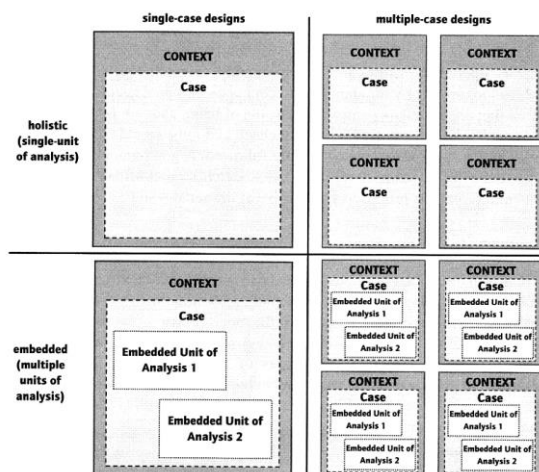 single-case designs
multiple-case designs
CONTEXT
Case
CONTEXT
Case
CONTEXT
Case
CONTEXT
Case
CONTEXT
Case
holistic
(single-unit
of analysis)
CONTEXT
Case
Embedded Unit of
Analysis 1
Embedded Unit of
Analysis 2
CONTEXT
Case
Embedded Unit of
Analysis 1
Embedded Unit of
Analysis 2
CONTEXT
Case
Embedded Unit of
Analysis 1
Embedded Unit of
Analysis 2
CONTEXT
Case
Embedded Unit of
Analysis 1
Embedded Unit of
Analysis 2
CONTEXT
Case
Embedded Unit of
Analysis 1
Embedded Unit of
Analysis 2
embedded
(multiple
units of
analysis)